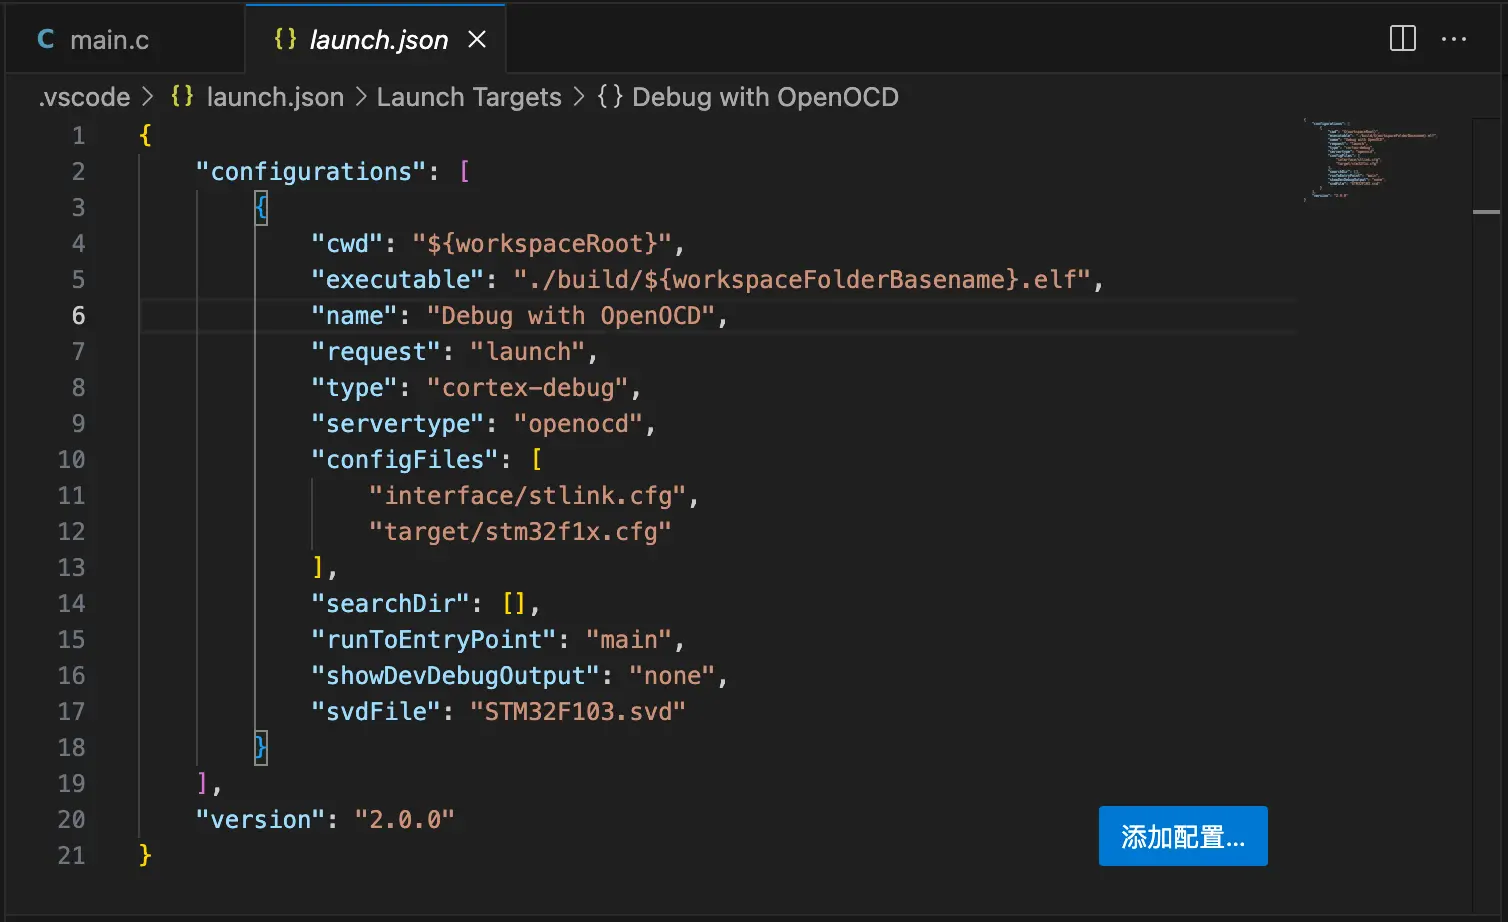 C main.c
{} launch.json
.vscode > {} launch.json > Launch Targets > {} Debug with OpenOCD
1 {
2 "configurations": [
3 {
4 "cwd": "${workspaceRoot}",
5 "executable": "./build/${workspaceFolderBasename}.elf",
6 "name": "Debug with OpenOCD",
7 "request": "launch",
8 "type": "cortex-debug",
9 "servertype": "openocd",
10 "configFiles": [
11 "interface/stlink.cfg",
12 "target/stm32f1x.cfg"
13 ],
14 "searchDir": [],
15 "runToEntryPoint": "main",
16 "showDevDebugOutput": "none",
17 "svdFile": "STM32F103.svd"
18 }
19 ],
20 "version": "2.0.0"
21 }
添加配置...